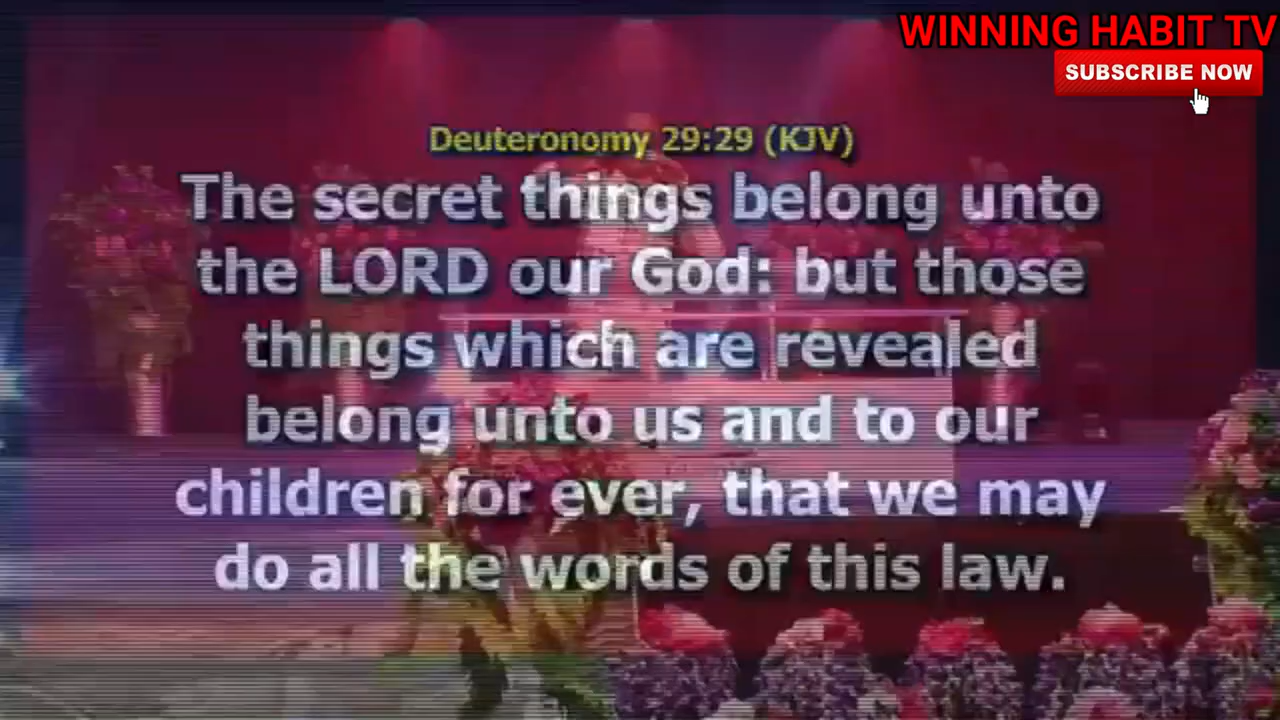 WINNING HABIT TV
SUBSCRIBE NOW
Deuteronomy 29:29 (KJV)
The secret things belong unto
the LORD our God: but those
things which are revealed
belong unto us and to our
children for ever, that we may
do all the words of this law.